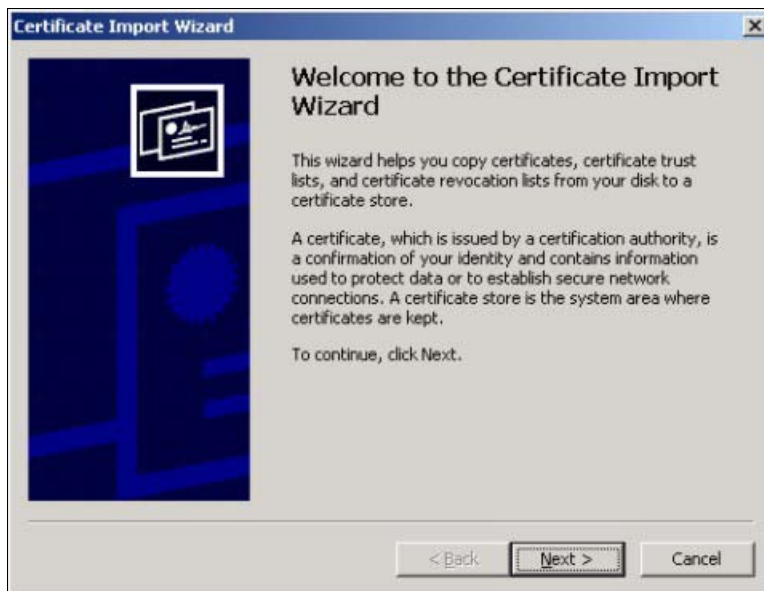 Certificate Import Wizard
Welcome to the Certificate Import
Wizard
This wizard helps you copy certificates, certificate trust
lists, and certificate revocation lists from your disk to a
certificate store.
A certificate, which is issued by a certification authority, is
a confirmation of your identity and contains information
used to protect data or to establish secure network
connections. A certificate store is the system area where
certificates are kept.
To continue, click Next.
< Back Next > Cancel